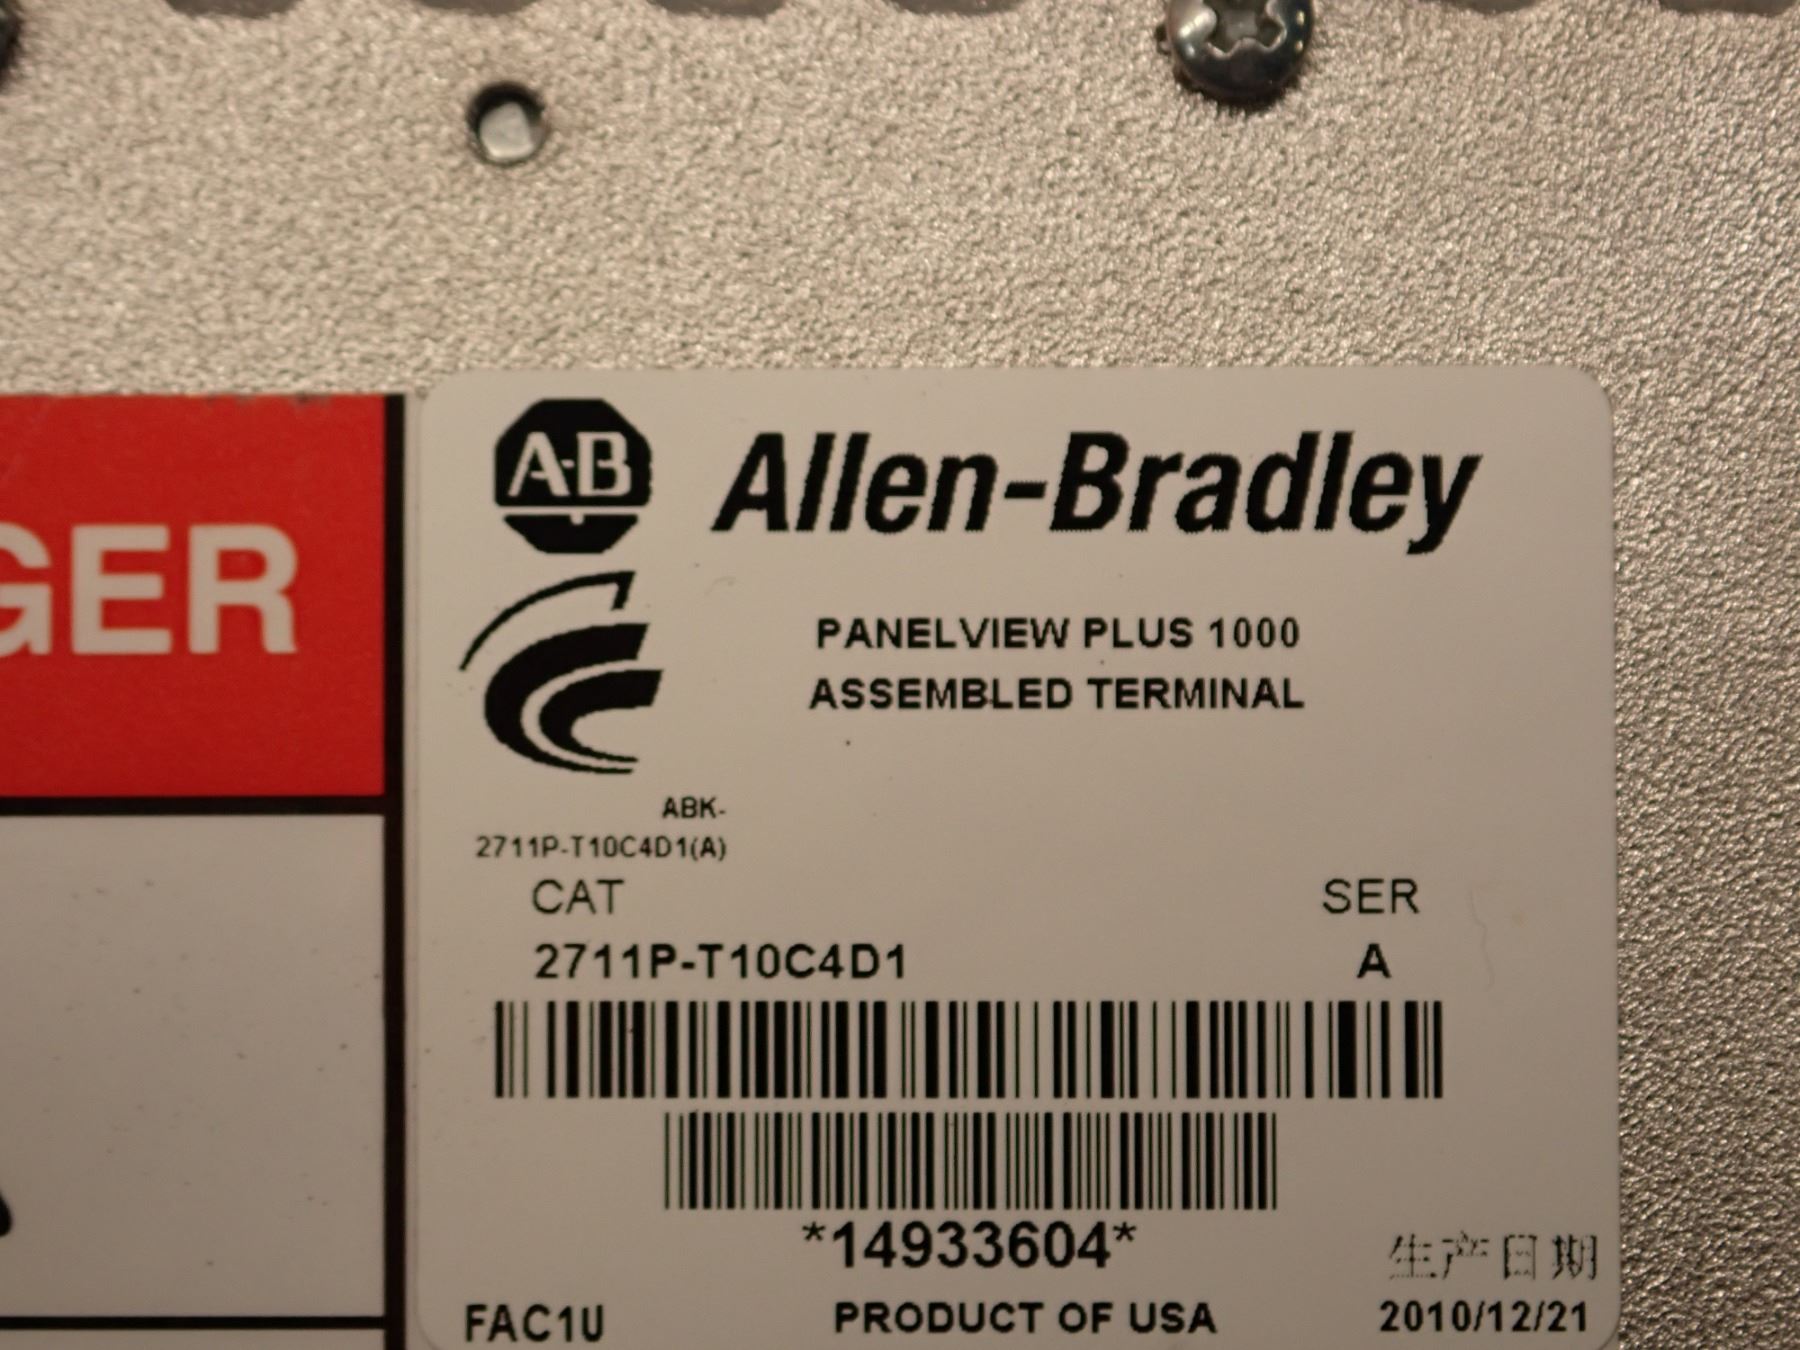 GER
A-B Allen-Bradley
PANELVIEW PLUS 1000
ASSEMBLED TERMINAL
ABK-
2711P-T10C4D1(A)
CAT SER
2711P-T10C4D1 A
*14933604*
生产日期
FAC1U PRODUCT OF USA 2010/12/21